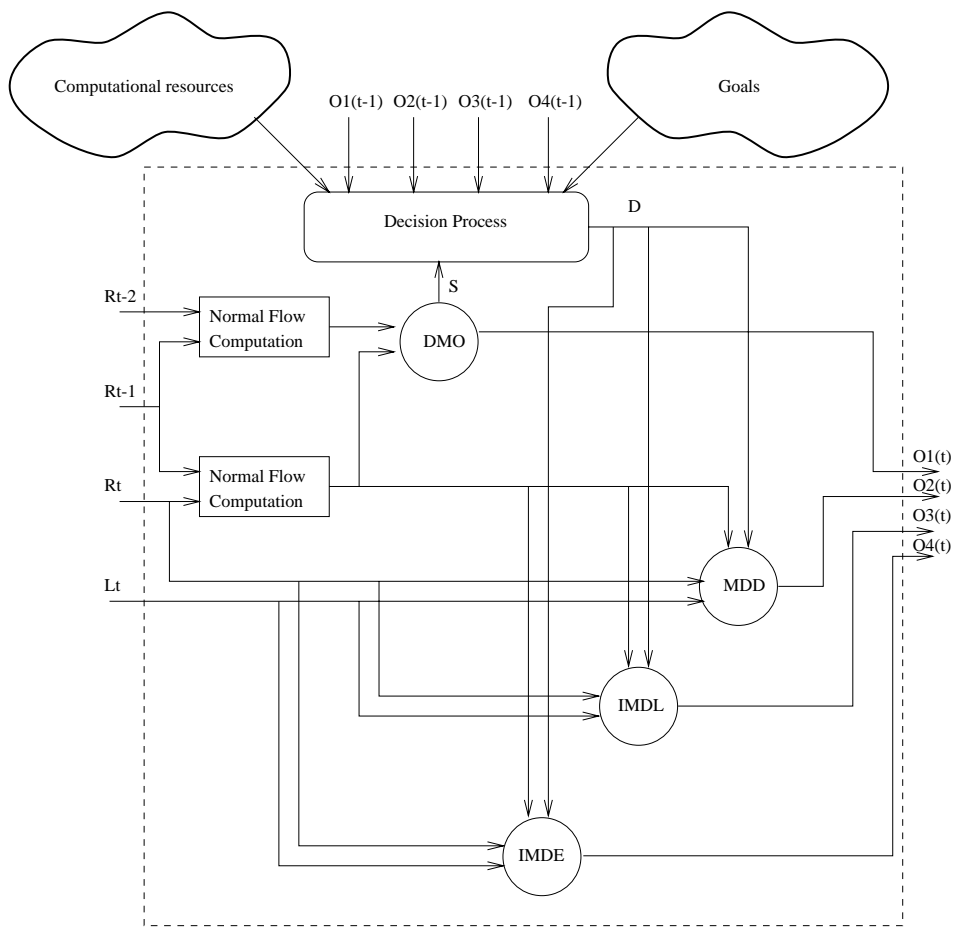 Computational resources
Goals
O1(t-1) O2(t-1) O3(t-1) O4(t-1)
Decision Process
D
S
Rt-2
Normal Flow
Computation
DMO
Rt-1
Rt
Normal Flow
Computation
O1(t)
O2(t)
O3(t)
O4(t)
Lt
MDD
IMDL
IMDE